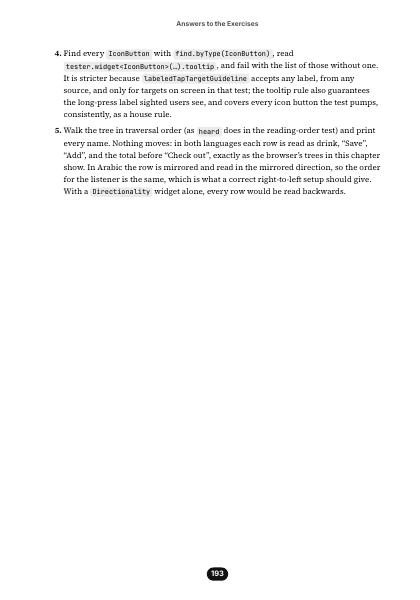 Answers to the Exercises
4. Find every IconButton with find.byType(IconButton), read
tester.widget<IconButton>(…).tooltip, and fail with the list of those without one.
It is stricter because labeledTapTargetGuideline accepts any label, from any
source, and only for targets on screen in that test; the tooltip rule also guarantees
the long-press label sighted users see, and covers every icon button the test pumps,
consistently, as a house rule.
5. Walk the tree in traversal order (as heard does in the reading-order test) and print
every name. Nothing moves: in both languages each row is read as drink, “Save”,
“Add”, and the total before “Check out”, exactly as the browser’s trees in this chapter
show. In Arabic the row is mirrored and read in the mirrored direction, so the order
for the listener is the same, which is what a correct right-to-left setup should give.
With a Directionality widget alone, every row would be read backwards.
193